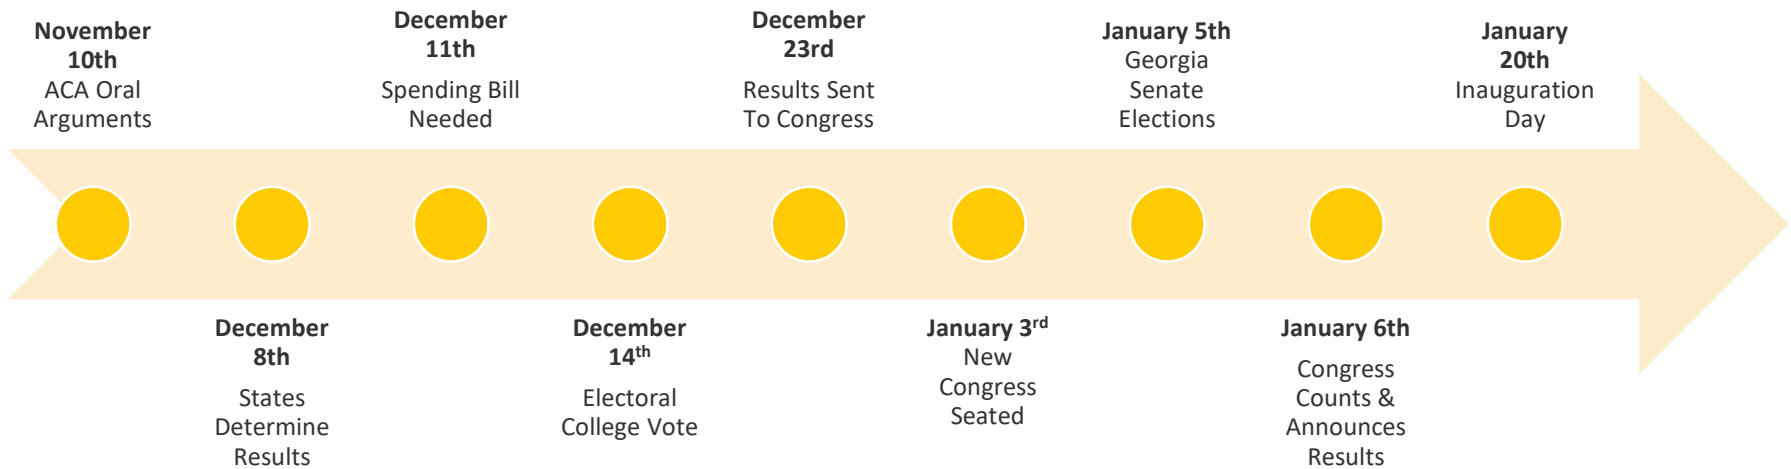 November
10th
ACA Oral
Arguments
December
8th
States
Determine
Results
December
11th
Spending Bill
Needed
December
14th
Electoral
College Vote
December
23rd
Results Sent
To Congress
January 3rd
New
Congress
Seated
January 5th
Georgia
Senate
Elections
January 6th
Congress
Counts &
Announces
Results
January
20th
Inauguration
Day